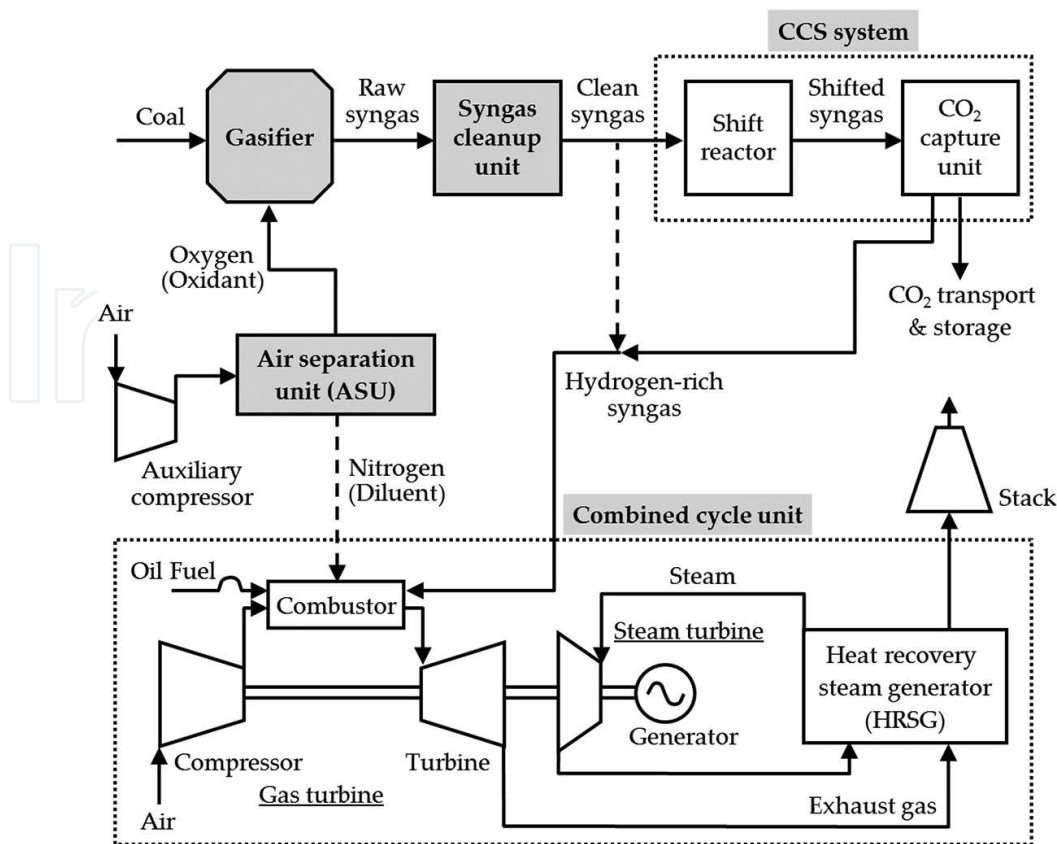 CCS system
Coal
Gasifier
Raw
syngas
Syngas
cleanup
unit
Clean
syngas
Shift
reactor
Shifted
syngas
CO₂
capture
unit
Oxygen
(Oxidant)
CO₂ transport
& storage
Air
Air separation
unit (ASU)
Hydrogen-rich
syngas
Auxiliary
compressor
Nitrogen
(Diluent)
Stack
Combined cycle unit
Oil Fuel
Combustor
Steam
Steam turbine
Heat recovery
steam generator
(HRSG)
Generator
Compressor
Turbine
Gas turbine
Air
Exhaust gas